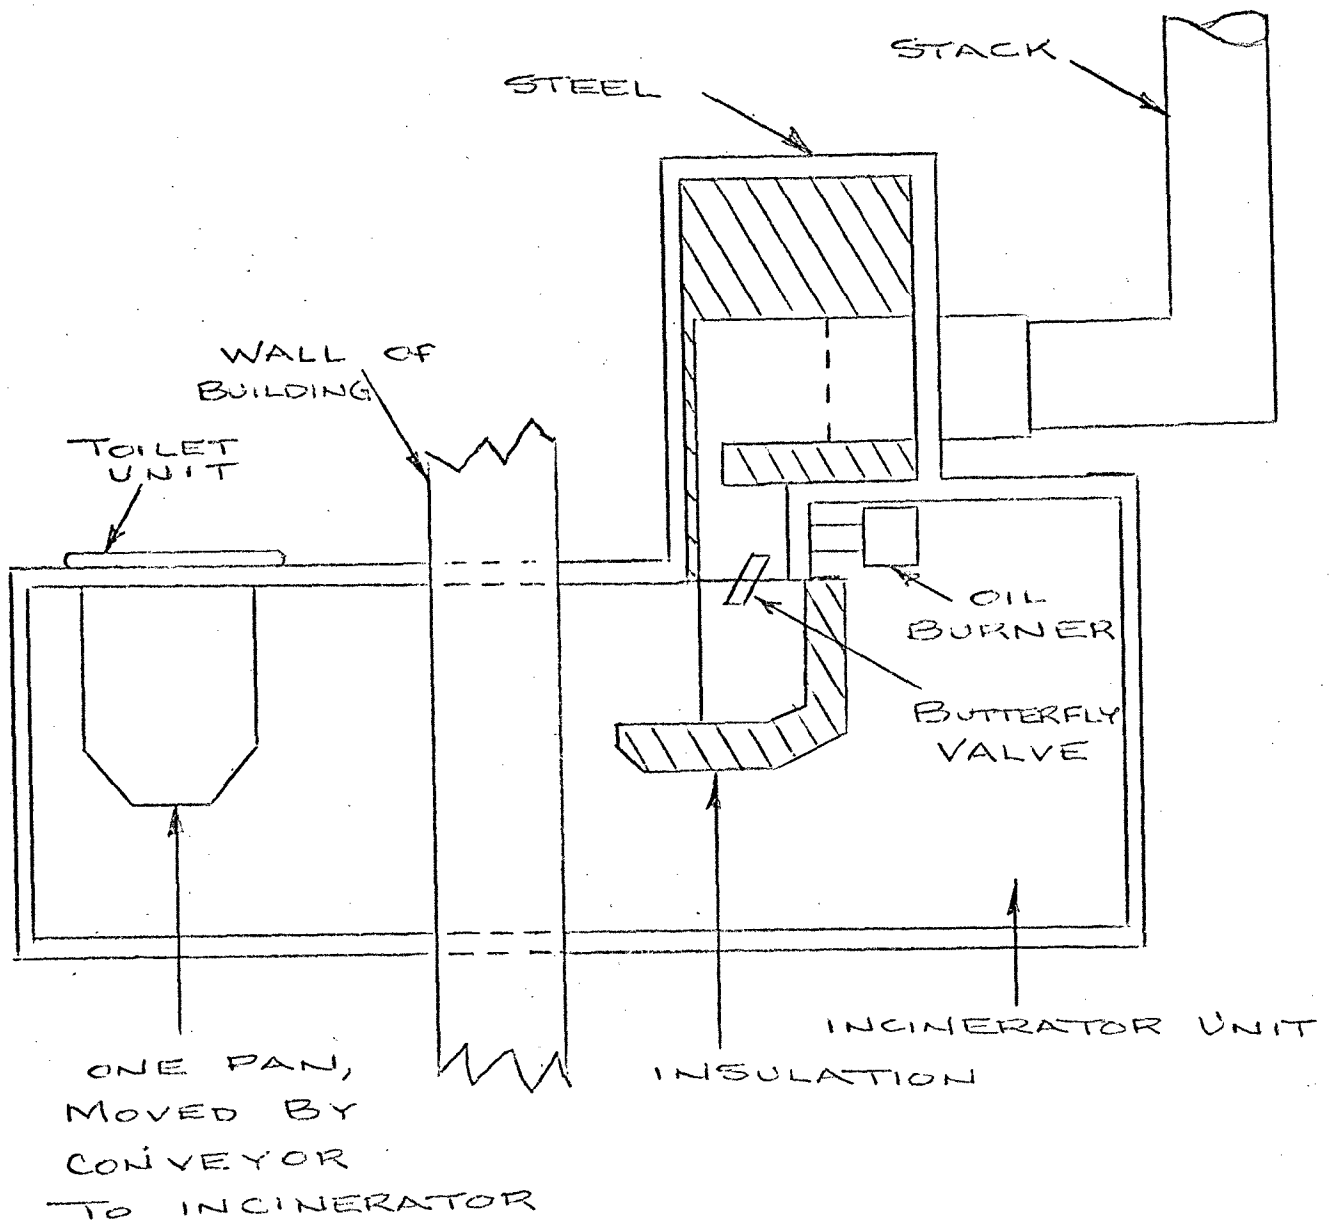 STACK
STEEL
WALL OF
BUILDING
TOILET
UNIT
OIL
BURNER
BUTTERFLY
VALVE
INCINERATOR UNIT
INSULATION
ONE PAN,
MOVED BY
CONVEYOR
TO INCINERATOR